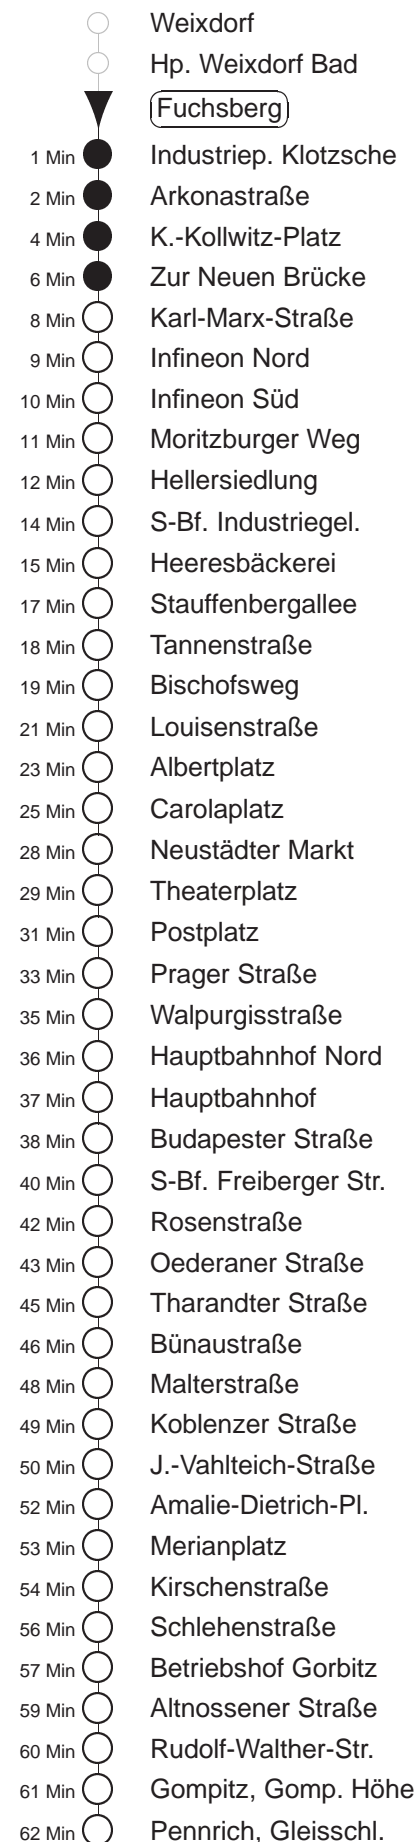 Weixdorf
Hp. Weixdorf Bad
Fuchsberg
1 Min Industriep. Klotzsche
2 Min Arkonastraße
4 Min K.-Kollwitz-Platz
6 Min Zur Neuen Brücke
8 Min Karl-Marx-Straße
9 Min Infineon Nord
10 Min Infineon Süd
11 Min Moritzburger Weg
12 Min Hellersiedlung
14 Min S-Bf. Industriegel.
15 Min Heeresbäckerei
17 Min Stauffenbergallee
18 Min Tannenstraße
19 Min Bischofsweg
21 Min Louisenstraße
23 Min Albertplatz
25 Min Carolaplatz
28 Min Neustädter Markt
29 Min Theaterplatz
31 Min Postplatz
33 Min Prager Straße
35 Min Walpurgisstraße
36 Min Hauptbahnhof Nord
37 Min Hauptbahnhof
38 Min Budapester Straße
40 Min S-Bf. Freiberger Str.
42 Min Rosenstraße
43 Min Oederaner Straße
45 Min Tharandter Straße
46 Min Bünaustraße
48 Min Malterstraße
49 Min Koblenzer Straße
50 Min J.-Vahlteich-Straße
52 Min Amalie-Dietrich-Pl.
53 Min Merianplatz
54 Min Kirschenstraße
56 Min Schlehenstraße
57 Min Betriebshof Gorbitz
59 Min Altnossener Straße
60 Min Rudolf-Walther-Str.
61 Min Gompitz, Gomp. Höhe
62 Min Pennrich, Gleisschl.